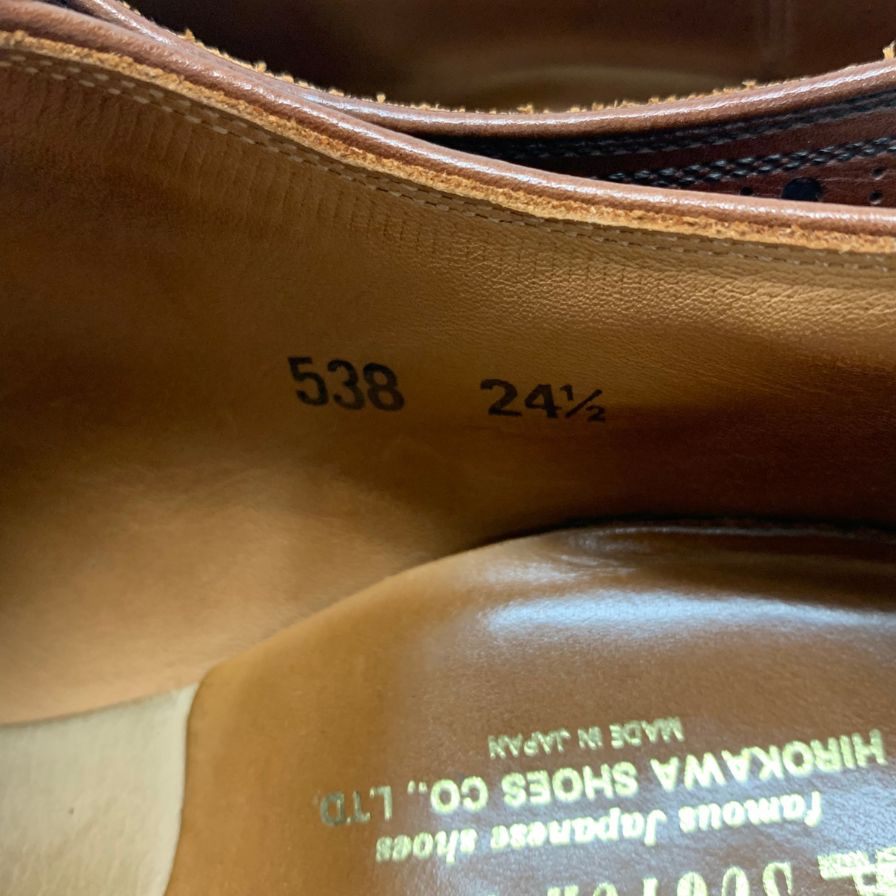 538 24½
famous Japanese shoes
HIROKAWA SHOES CO., LTD.
MADE IN JAPAN